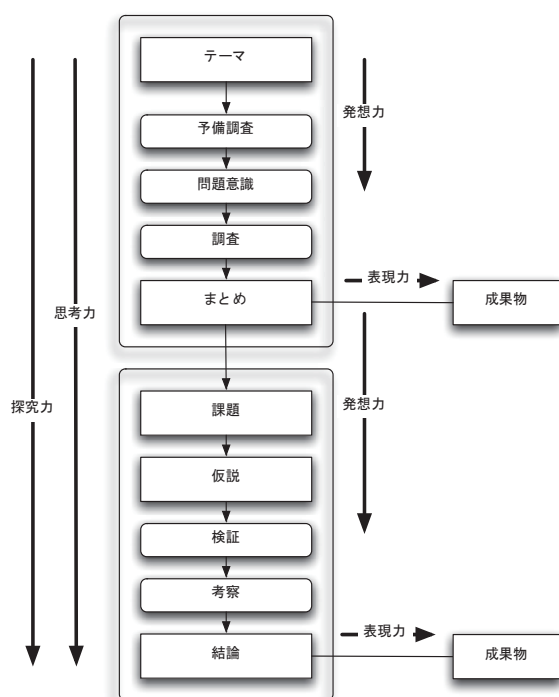 テーマ
発想力
予備調査
問題意識
調査
表現力
まとめ
成果物
思考力
探究力
課題
発想力
仮説
検証
考察
表現力
結論
成果物